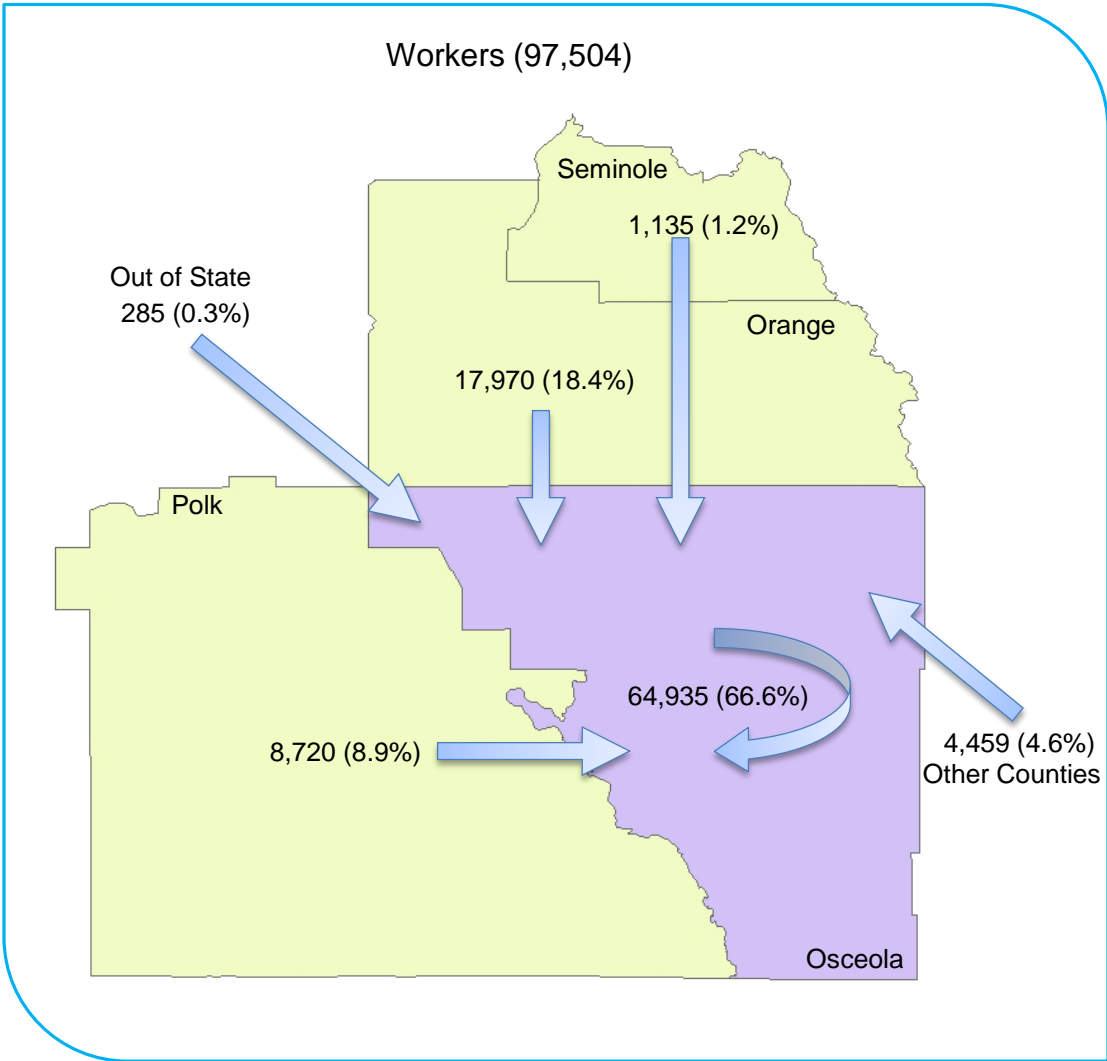 Workers (97,504)
Seminole
1,135 (1.2%)
Out of State
285 (0.3%)
Orange
17,970 (18.4%)
Polk
64,935 (66.6%)
8,720 (8.9%)
4,459 (4.6%)
Other Counties
Osceola